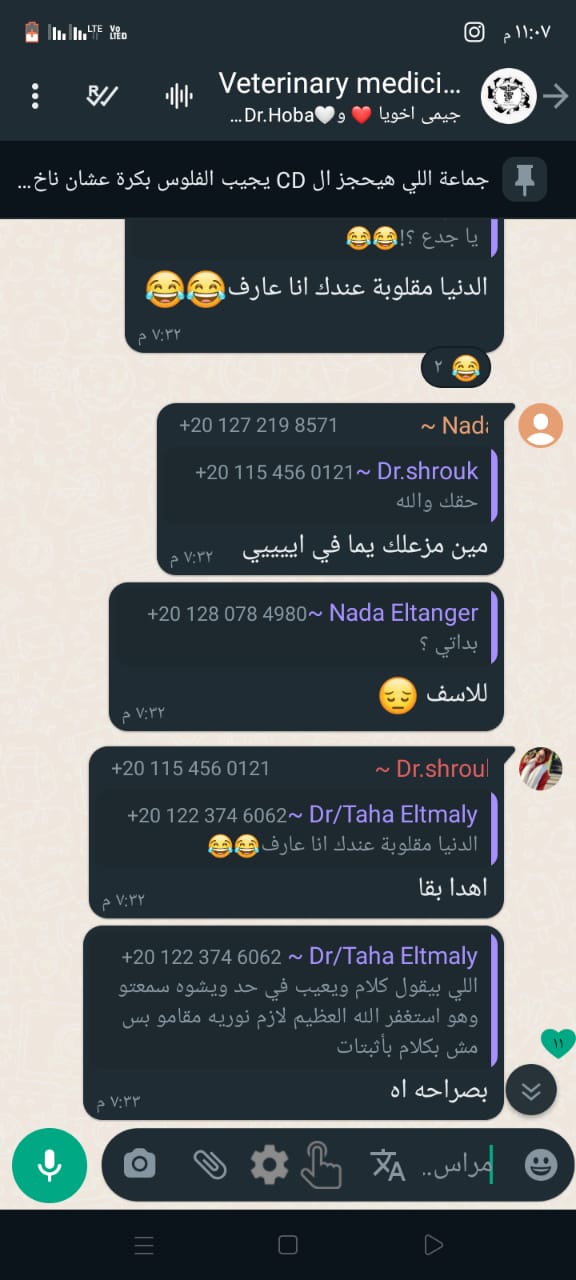 ١١:٠٧ م
LTE Vo LTED
Veterinary medici...
جيمى اخويا ❤️ و🤍Dr.Hoba...
جماعة اللي هيحجز ال CD يجيب الفلوس بكرة عشان ناخ...
يا جدع ؟!😂😂
الدنيا مقلوبة عندك انا عارف😂😂
٧:٣٢ م
😂 ٢
~ Nada +20 127 219 8571
+20 115 456 0121~ Dr.shrouk
حقك والله
مين مزعلك يما في ايييييي
٧:٣٢ م
+20 128 078 4980~ Nada Eltanger
بداتي ؟
للاسف 😔
٧:٣٢ م
~ Dr.shrouk +20 115 456 0121
+20 122 374 6062~ Dr/Taha Eltmaly
الدنيا مقلوبة عندك انا عارف😂😂
اهدا بقا
٧:٣٢ م
+20 122 374 6062 ~ Dr/Taha Eltmaly
اللي بيقول كلام ويعيب في حد ويشوه سمعتو
وهو استغفر الله العظيم لازم نوريه مقامو بس
مش بكلام بأثبتات
بصراحه اه
٧:٣٣ م
١١
مراس..